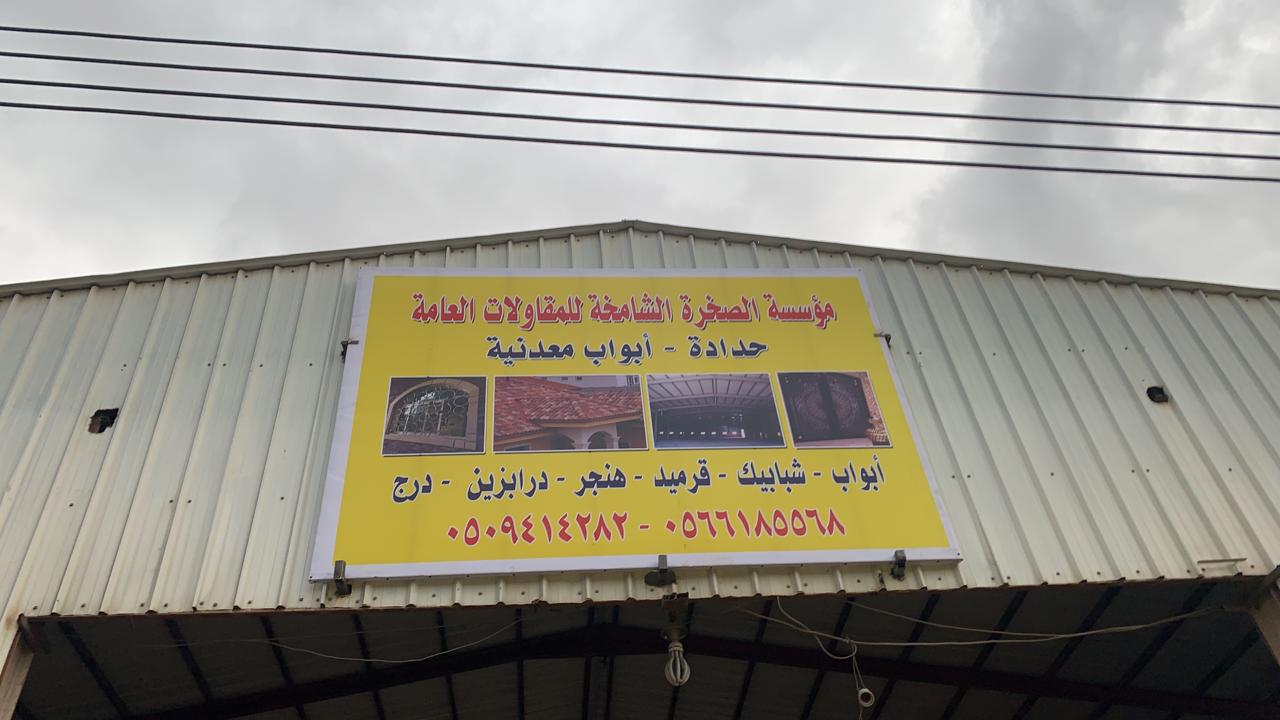 مؤسسة الصخرة الشامخة للمقاولات العامة
حدادة - أبواب معدنية
أبواب - شبابيك - قرميد - هنجر - درابزين - درج
٠٥٦٦١٨٥٥٦٨ - ٠٥٠٩٤١٤٢٨٢